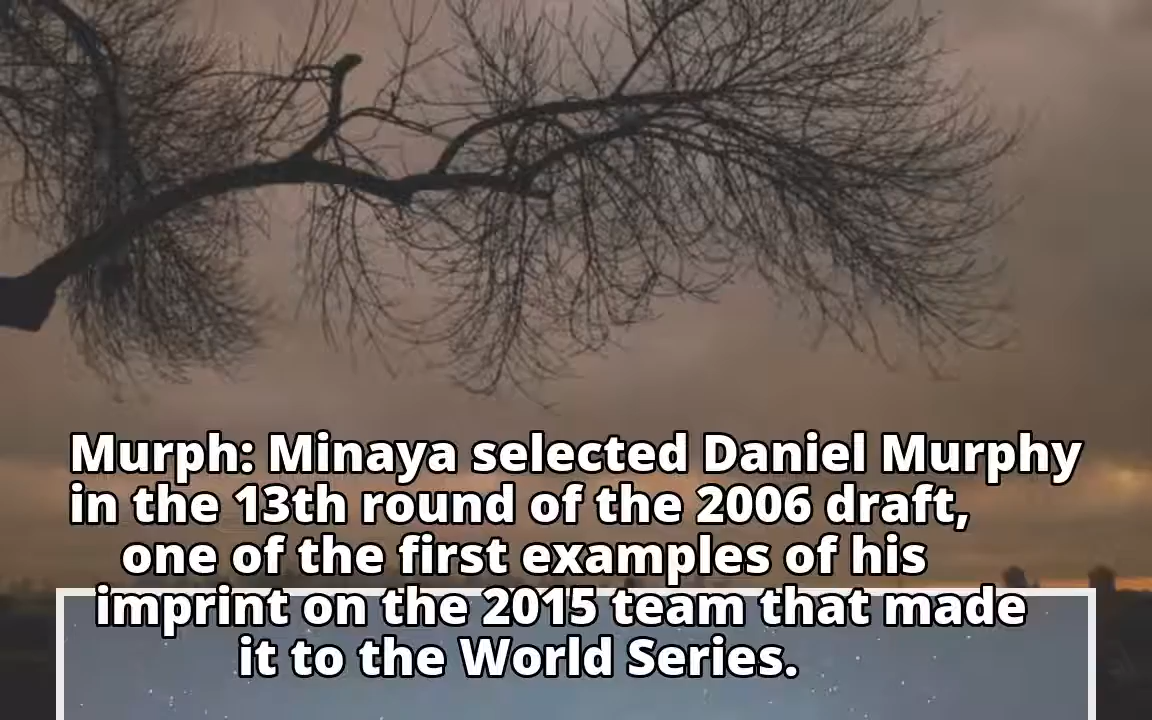 Murph: Minaya selected Daniel Murphy
in the 13th round of the 2006 draft,
one of the first examples of his
imprint on the 2015 team that made
it to the World Series.